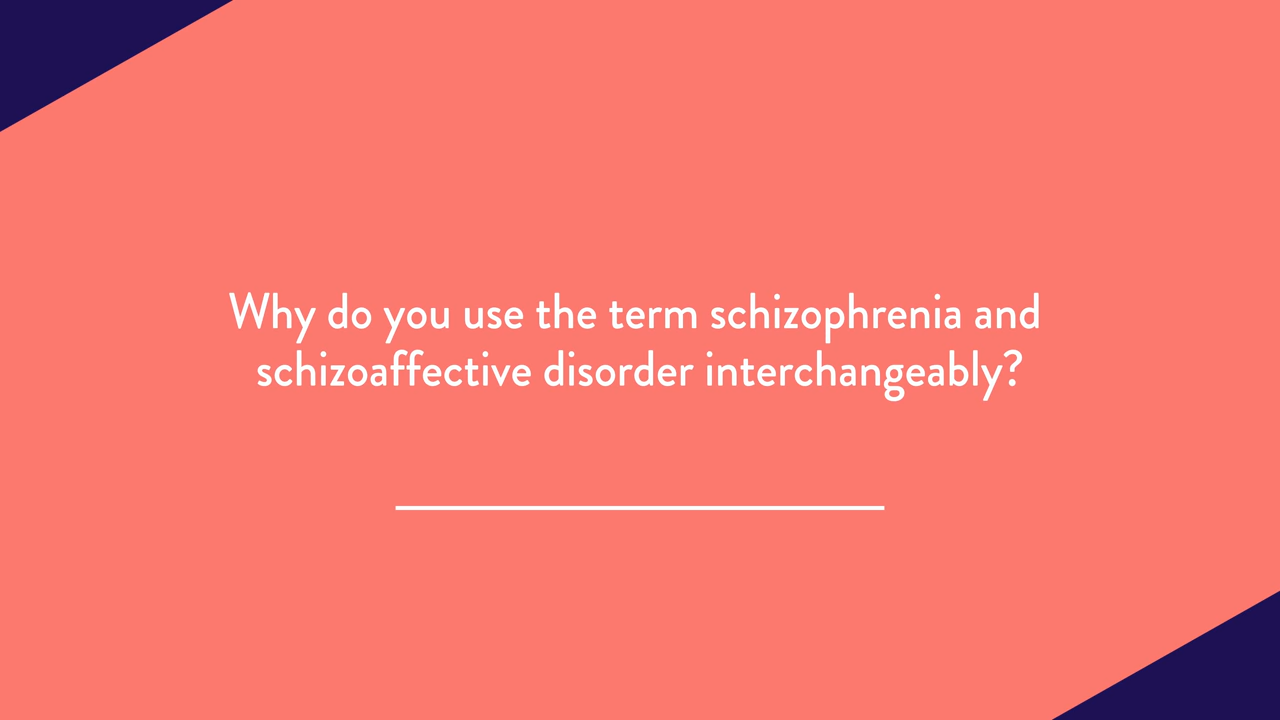 Why do you use the term schizophrenia and
schizoaffective disorder interchangeably?